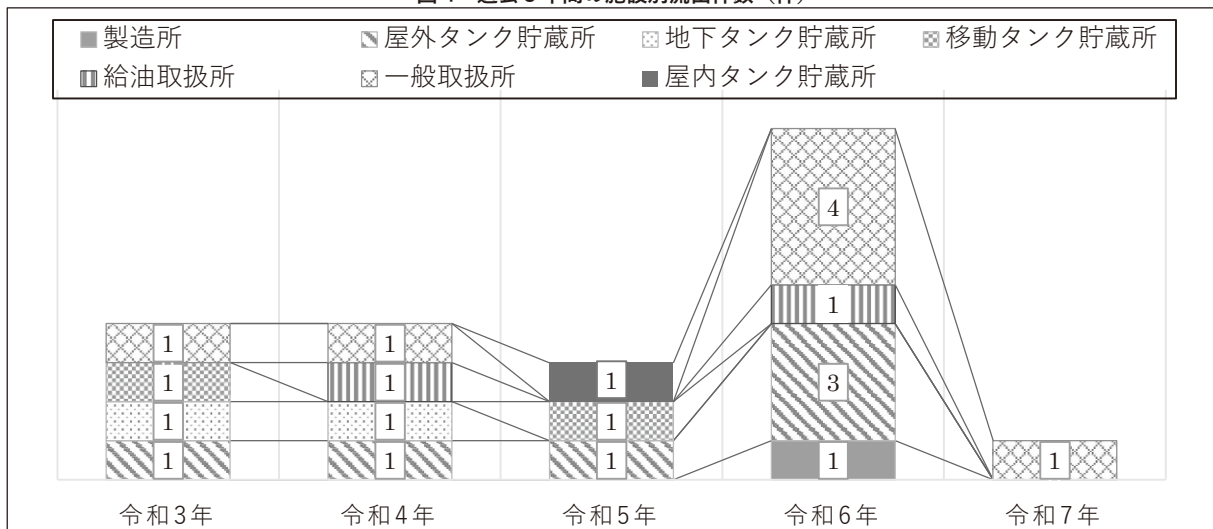 ■製造所 屋外タンク貯蔵所 地下タンク貯蔵所 移動タンク貯蔵所
給油取扱所 一般取扱所 ■屋内タンク貯蔵所
4
1 1 1
1 1 1 3
1 1 1
1 1 1 1 1
令和3年 令和4年 令和5年 令和6年 令和7年